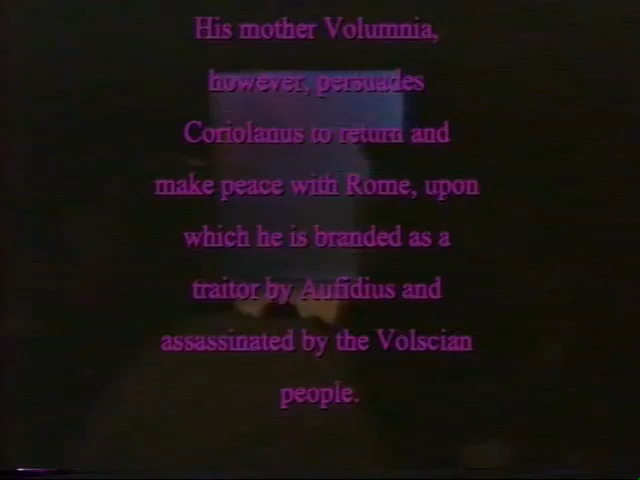 His mother Volumnia,
however, persuades
Coriolanus to return and
make peace with Rome, upon
which he is branded as a
traitor by Aufidius and
assassinated by the Volscian
people.